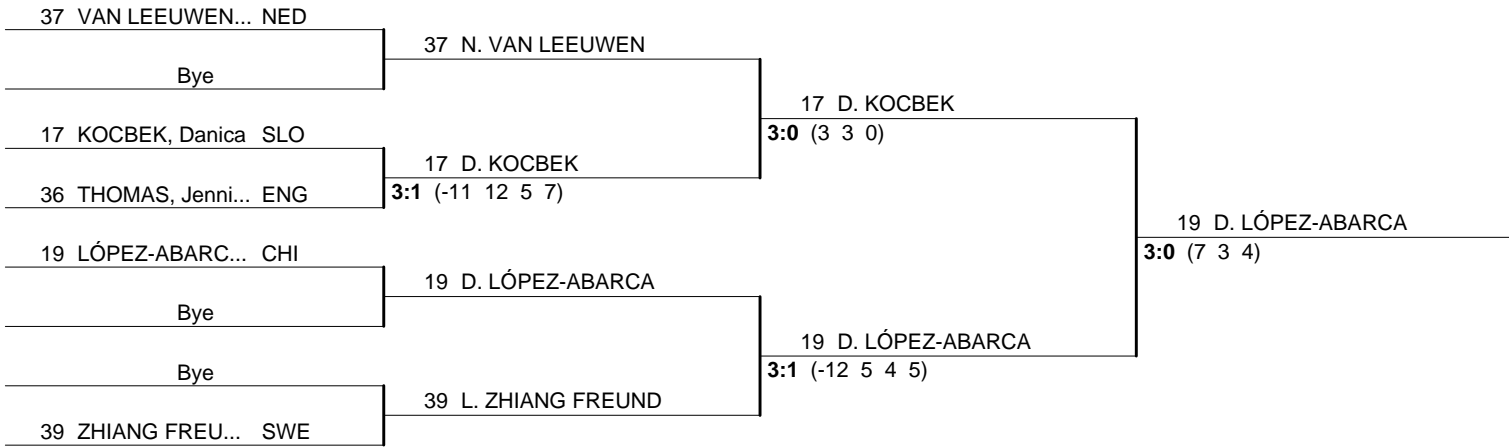 37 VAN LEEUWEN... NED
37 N. VAN LEEUWEN
Bye
17 D. KOCBEK
3:0 (3 3 0)
17 KOCBEK, Danica SLO
17 D. KOCBEK
3:1 (-11 12 5 7)
36 THOMAS, Jenni... ENG
19 D. LÓPEZ-ABARCA
3:0 (7 3 4)
19 LÓPEZ-ABARC... CHI
19 D. LÓPEZ-ABARCA
Bye
19 D. LÓPEZ-ABARCA
3:1 (-12 5 4 5)
Bye
39 L. ZHIANG FREUND
39 ZHIANG FREU... SWE